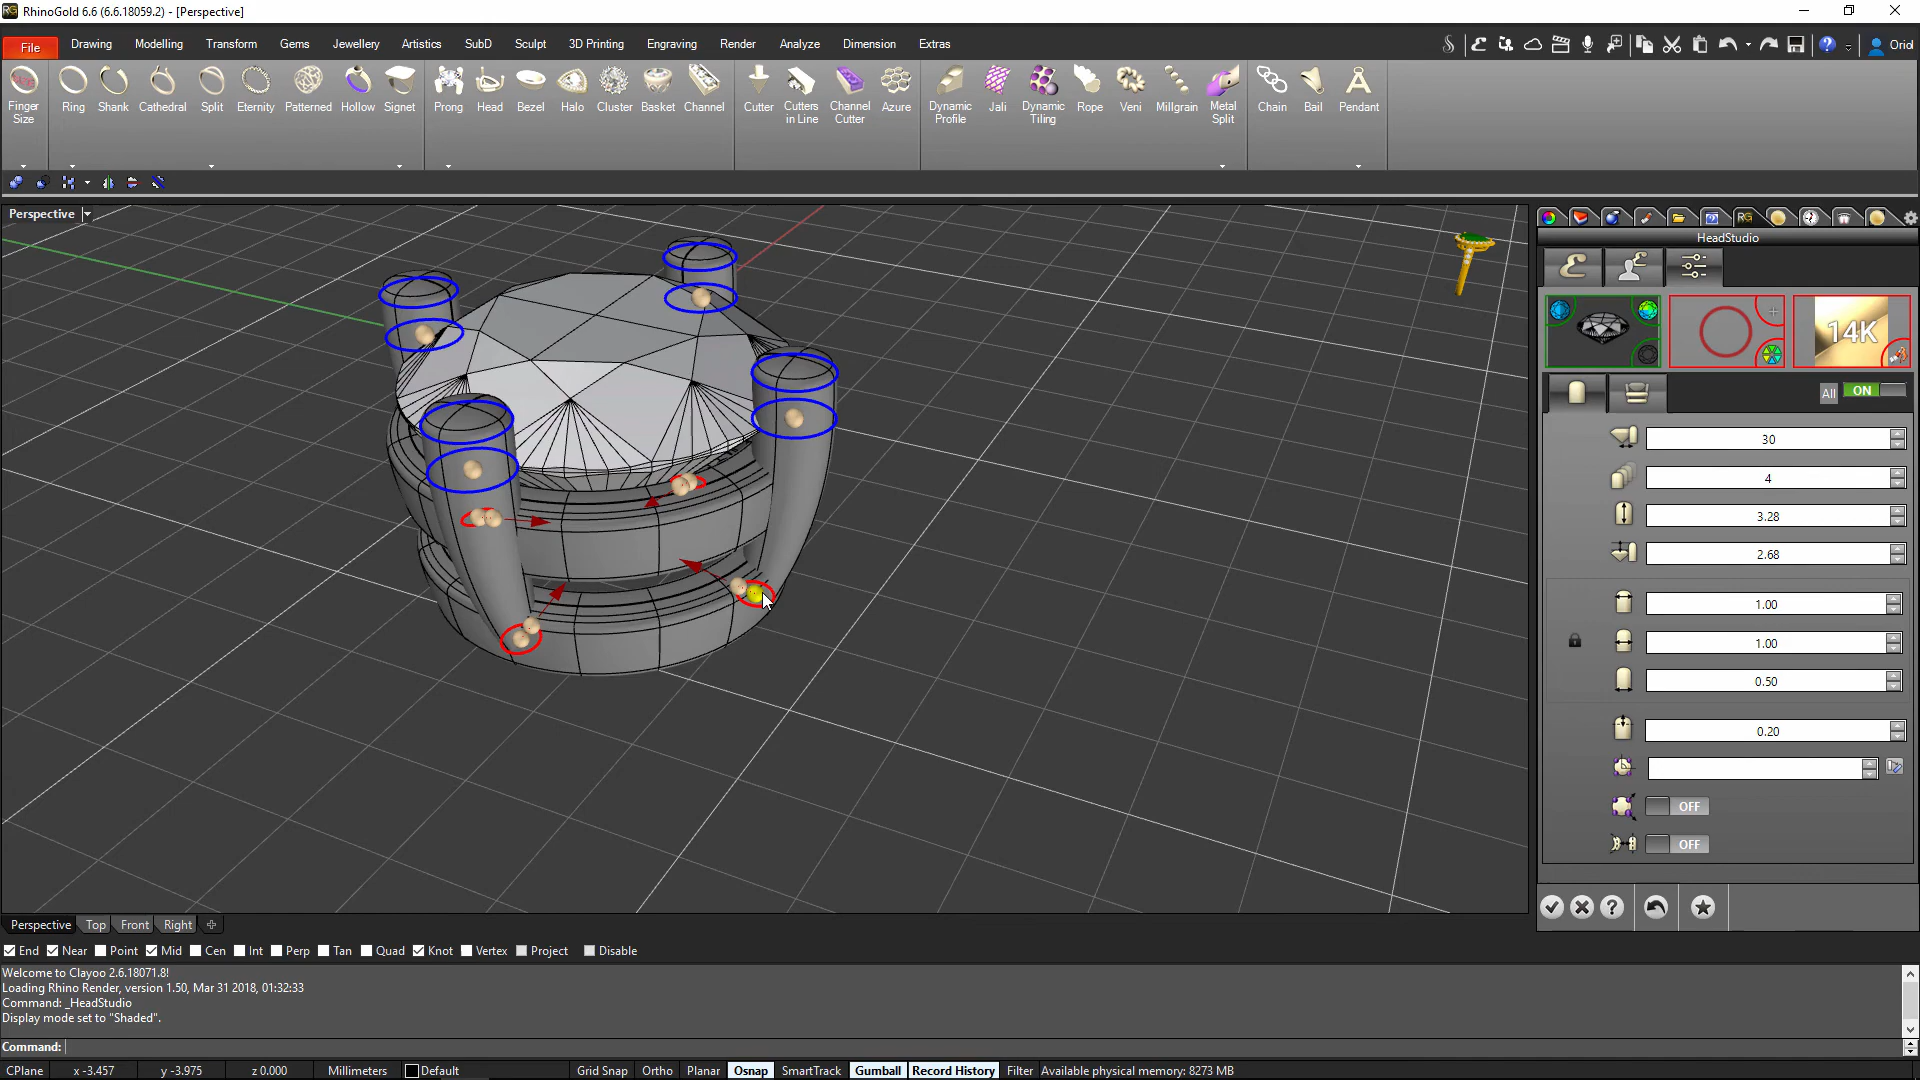 RhinoGold 6.6 (6.6.18059.2) - [Perspective]
File Drawing Modelling Transform Gems Jewellery Artistics SubD Sculpt 3D Printing Engraving Render Analyze Dimension Extras Oriol
Finger Size Ring Shank Cathedral Split Eternity Patterned Hollow Signet Prong Head Bezel Halo Cluster Basket Channel Cutter Cutters in Line Channel Cutter Azure Dynamic Profile Jali Dynamic Tiling Rope Veni Millgrain Metal Split Chain Bail Pendant
Perspective
HeadStudio
14K
All ON
30
4
3.28
2.68
1.00
1.00
0.50
0.20
OFF
OFF
Perspective Top Front Right
End Near Point Mid Cen Int Perp Tan Quad Knot Vertex Project Disable
Welcome to Clayoo 2.6.18071.8!
Loading Rhino Render, version 1.50, Mar 31 2018, 01:32:33
Command: _HeadStudio
Display mode set to "Shaded".
Command:
CPlane x -3.457 y -3.975 z 0.000 Millimeters Default Grid Snap Ortho Planar Osnap SmartTrack Gumball Record History Filter Available physical memory: 8273 MB